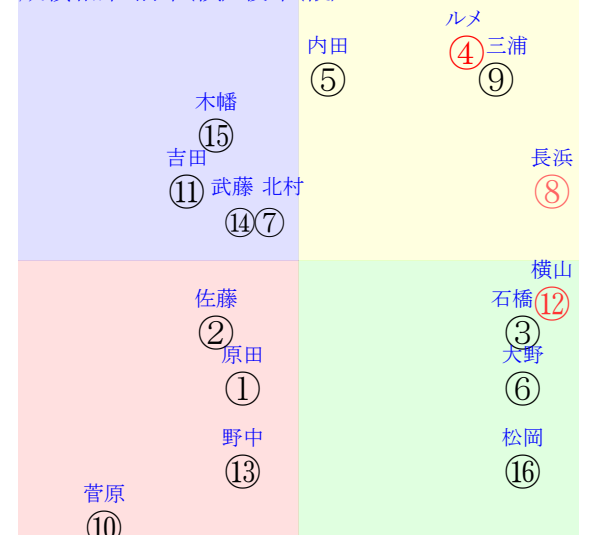 ルメ
内田
④ 三浦
⑤ ⑨
木幡
⑮
吉田 長浜
⑪ 武藤 北村 ⑧
⑭ ⑦
横山
佐藤 石橋 ⑫
② ③
原田 大野
① ⑥
野中 松岡
⑬ ⑯
菅原
⑩